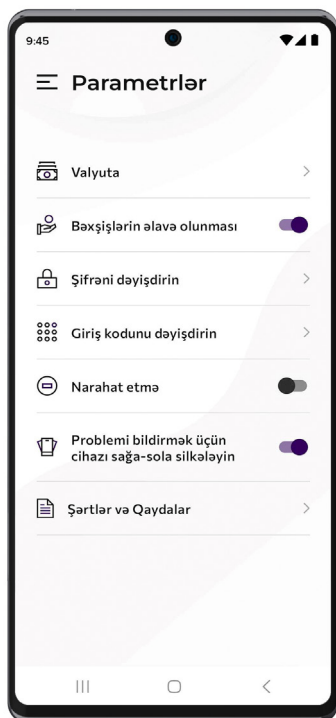 9:45
Parametrlər
Valyuta
Bəxşişlərin əlavə olunması
Şifrəni dəyişdirin
Giriş kodunu dəyişdirin
Narahat etmə
Problemi bildirmək üçün
cihazı sağa-sola silkələyin
Şərtlər və Qaydalar